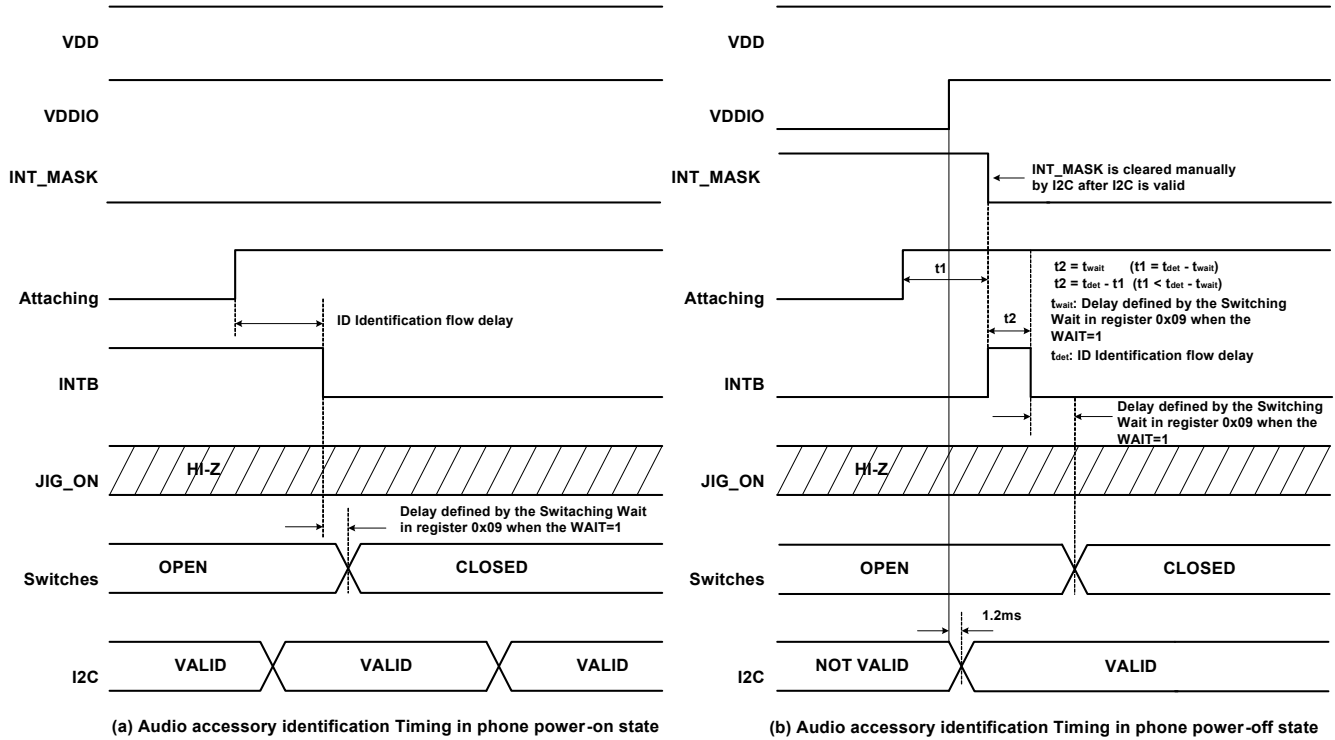 VDD
VDDIO
INT_MASK
Attaching
ID Identification flow delay
INTB
HI-Z
JIG_ON
Delay defined by the Switaching Wait
in register 0x09 when the WAIT=1
OPEN
CLOSED
Switches
VALID
VALID
VALID
I2C
(a) Audio accessory identification Timing in phone power-on state
VDD
VDDIO
INT_MASK
INT_MASK is cleared manually
by I2C after I2C is valid
t1
Attaching
t2 = twait (t1 = tdet - twait)
t2 = tdet - t1 (t1 < tdet - twait)
twait: Delay defined by the Switching
Wait in register 0x09 when the
WAIT=1
tdet: ID Identification flow delay
t2
INTB
Delay defined by the Switching
Wait in register 0x09 when the
WAIT=1
HI-Z
JIG_ON
OPEN
CLOSED
Switches
1.2ms
NOT VALID
VALID
I2C
(b) Audio accessory identification Timing in phone power-off state